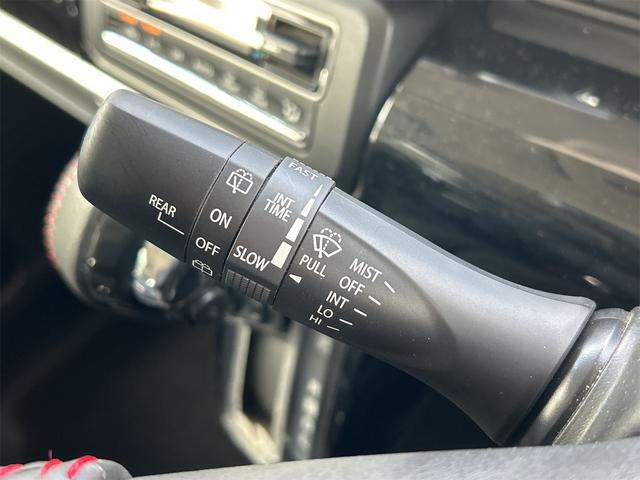 REAR
ON
OFF
FAST
INT
TIME
SLOW
PULL
MIST
OFF
INT
LO
HI